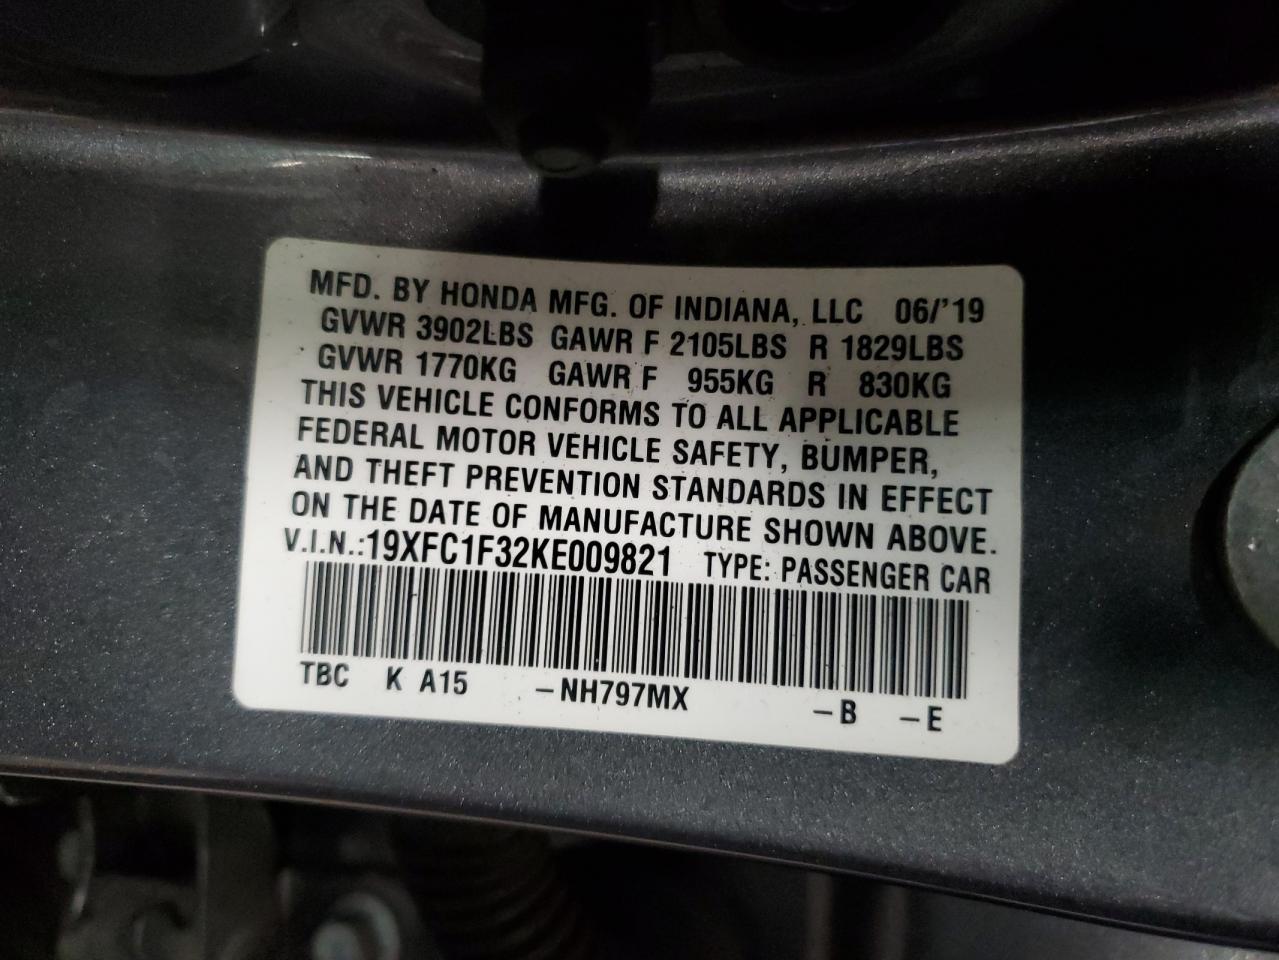 MFD. BY HONDA MFG. OF INDIANA, LLC 06/'19
GVWR 3902LBS GAWR F 2105LBS R 1829LBS
GVWR 1770KG GAWR F 955KG R 830KG
THIS VEHICLE CONFORMS TO ALL APPLICABLE
FEDERAL MOTOR VEHICLE SAFETY, BUMPER,
AND THEFT PREVENTION STANDARDS IN EFFECT
ON THE DATE OF MANUFACTURE SHOWN ABOVE.
V.I.N.:19XFC1F32KE009821 TYPE: PASSENGER CAR
TBC K A15 –NH797MX –B –E